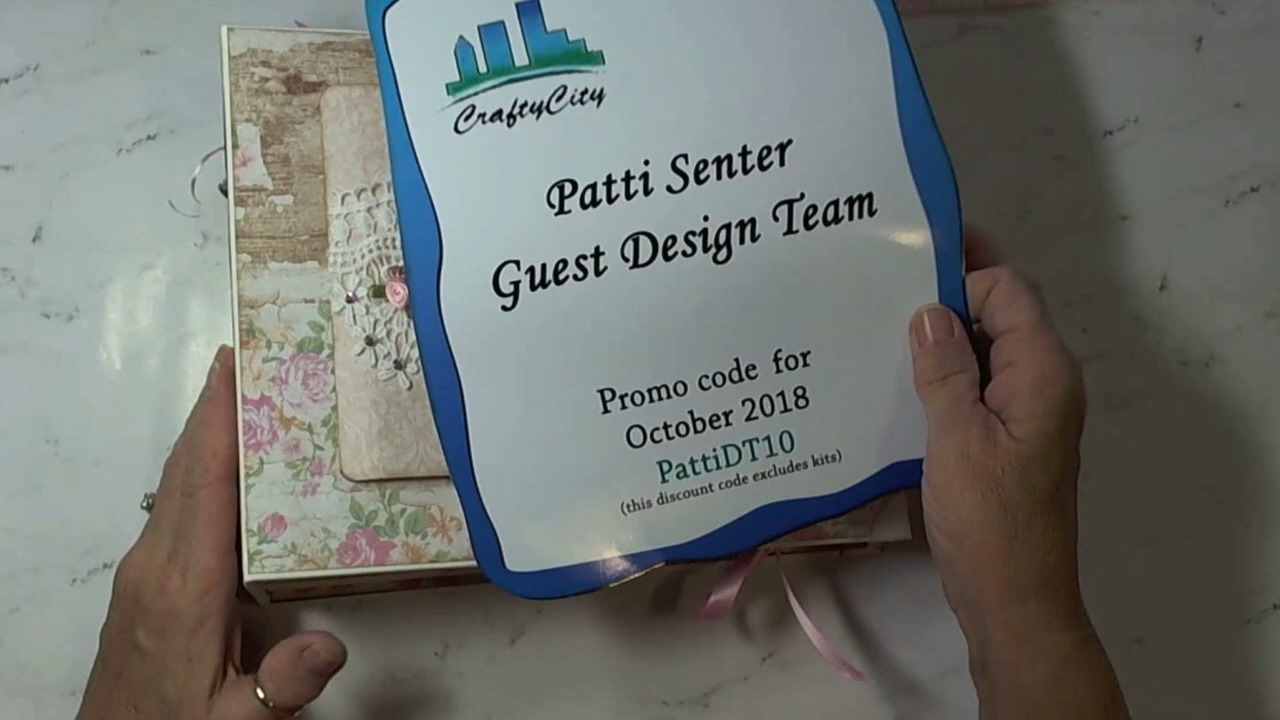 CraftyCity
Patti Senter
Guest Design Team
Promo code for
October 2018
PattiDT10
(this discount code excludes kits)